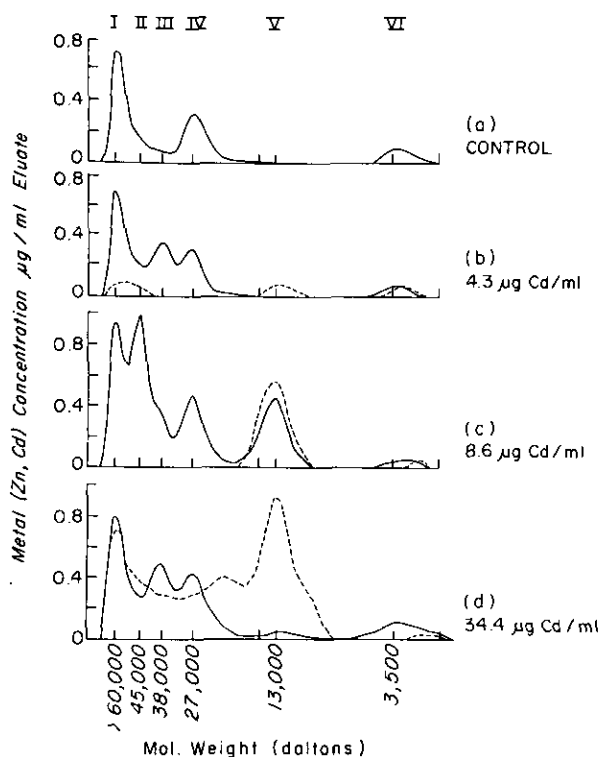 I II III IV V VI
0.8
0.4
0
(a)
CONTROL
0.4
0
(b)
4.3 µg Cd/ml
0.8
0.4
0
(c)
8.6 µg Cd/ml
0.8
0.4
0
(d)
34.4 µg Cd/ml
Metal (Zn, Cd) Concentration µg/ml Eluate
> 60,000
45,000
38,000
27,000
13,000
3,500
Mol. Weight (daltons)